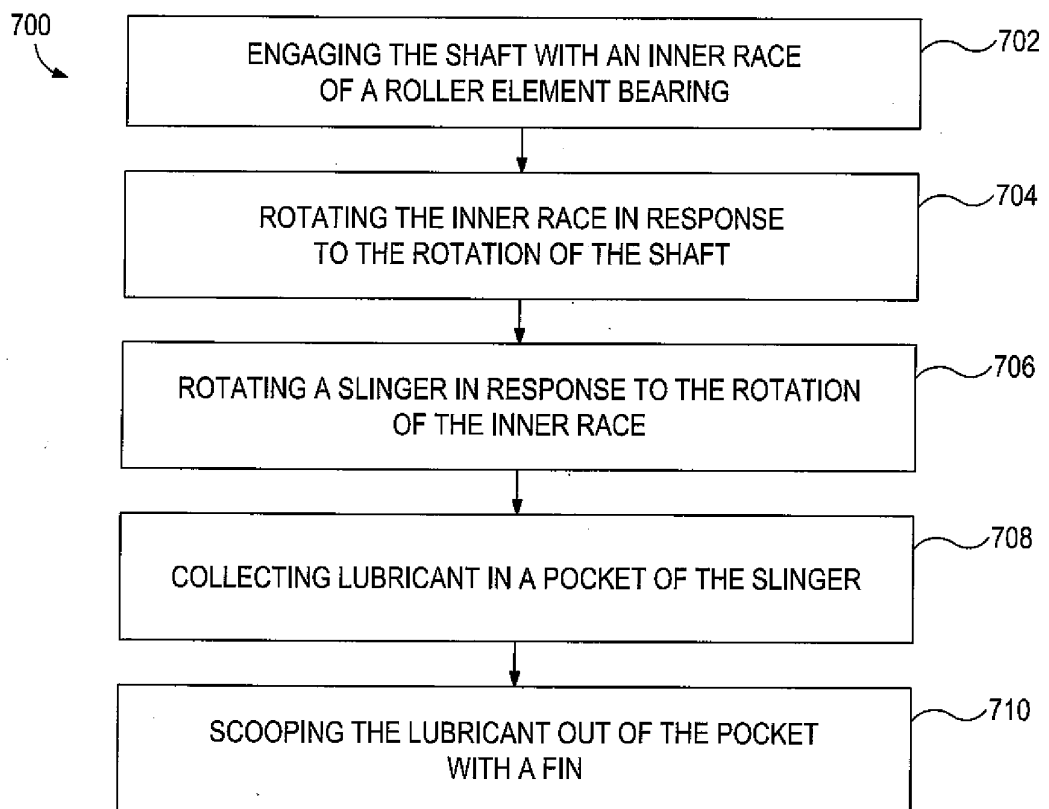 700
ENGAGING THE SHAFT WITH AN INNER RACE
OF A ROLLER ELEMENT BEARING
702
ROTATING THE INNER RACE IN RESPONSE
TO THE ROTATION OF THE SHAFT
704
ROTATING A SLINGER IN RESPONSE TO THE ROTATION
OF THE INNER RACE
706
COLLECTING LUBRICANT IN A POCKET OF THE SLINGER
708
SCOOPING THE LUBRICANT OUT OF THE POCKET
WITH A FIN
710